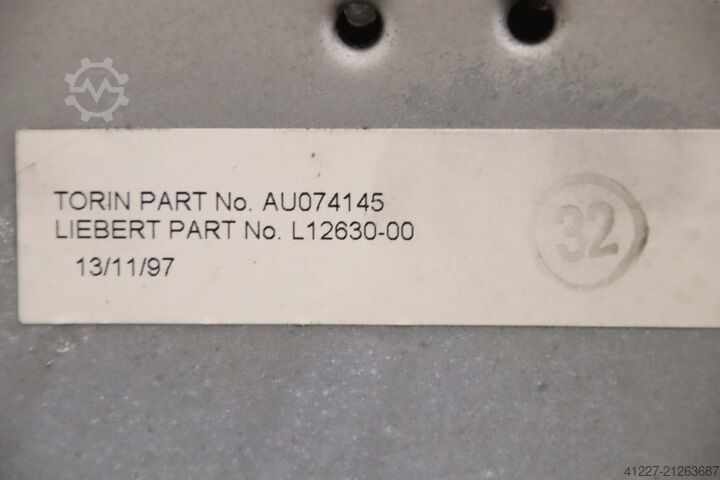 TORIN PART No. AU074145
LIEBERT PART No. L12630-00
13/11/97
32
41227-21263687